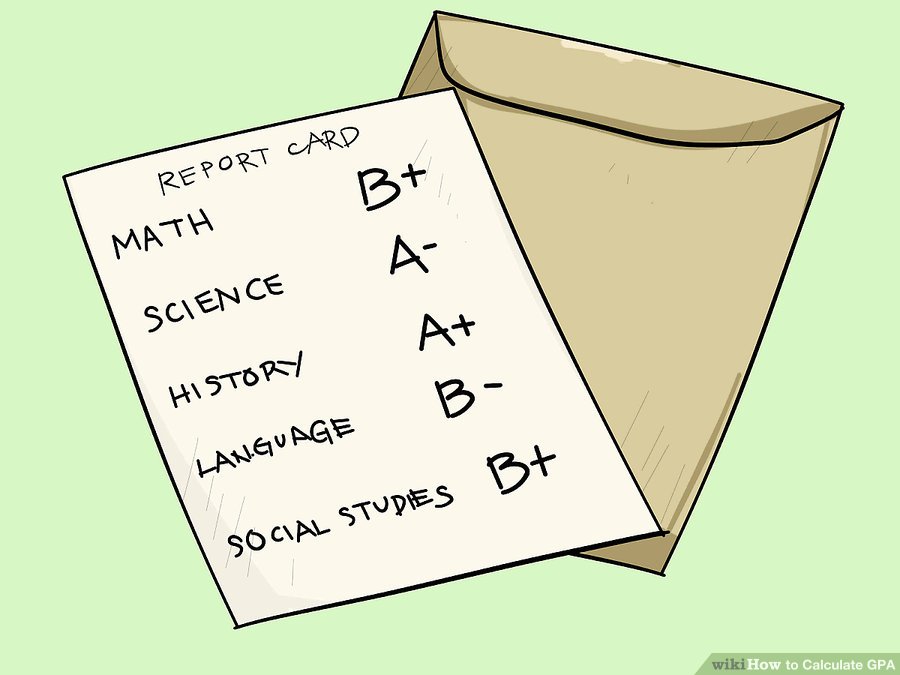 REPORT CARD
MATH B+
SCIENCE A-
HISTORY A+
LANGUAGE B-
SOCIAL STUDIES B+
wikiHow to Calculate GPA